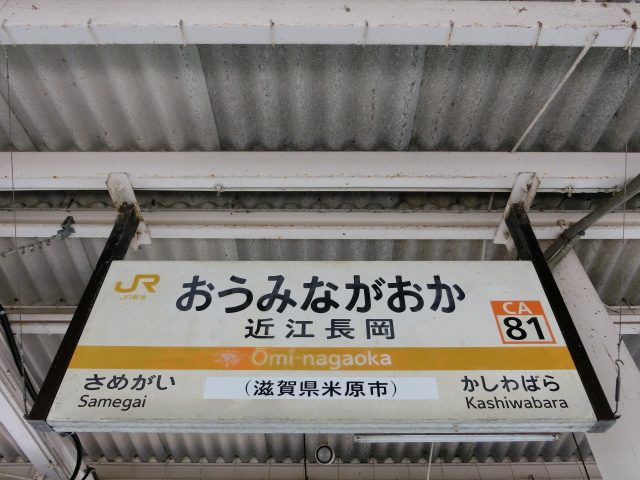 JR
JR東海
おうみながおか
近江長岡
CA
81
Ōmi-nagaoka
さめがい
Samegai
(滋賀県米原市)
かしわばら
Kashiwabara